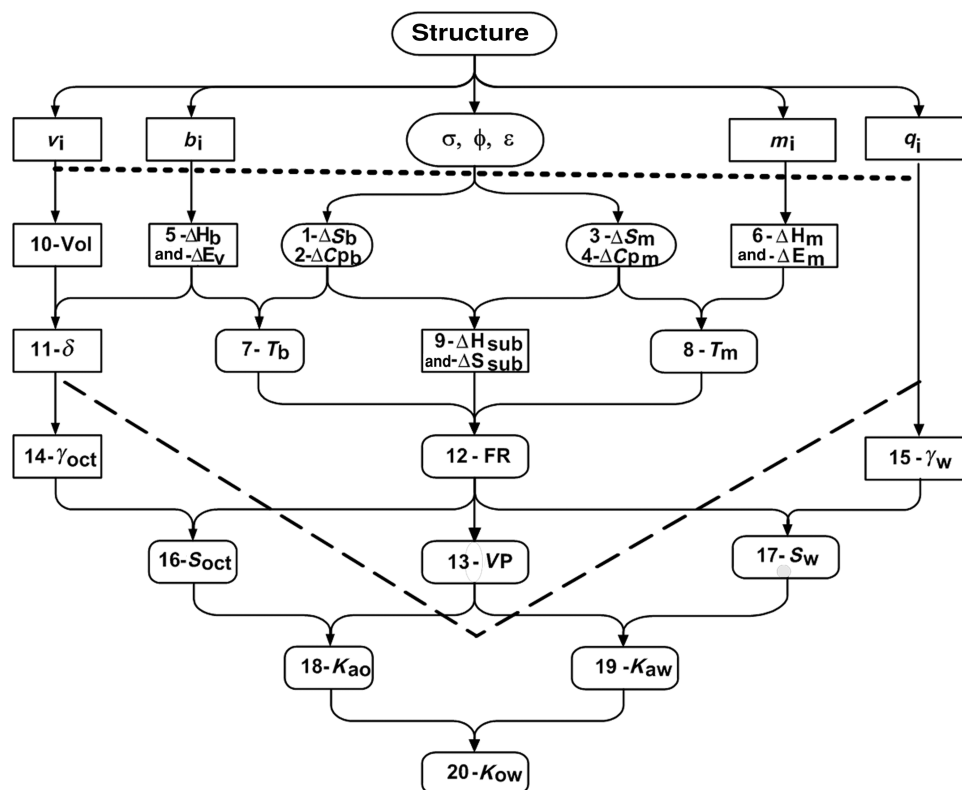 Structure
vi
bi
σ, ϕ, ε
mi
qi
10-Vol
5-ΔHb
and-ΔEv
1-ΔSb
2-ΔCpb
3-ΔSm
4-ΔCpm
6-ΔHm
and-ΔEm
11-δ
7- Tb
9-ΔHsub
and-ΔSsub
8-Tm
14-γoct
12- FR
15-γw
16-Soct
13- VP
17-Sw
18-Kao
19-Kaw
20-Kow